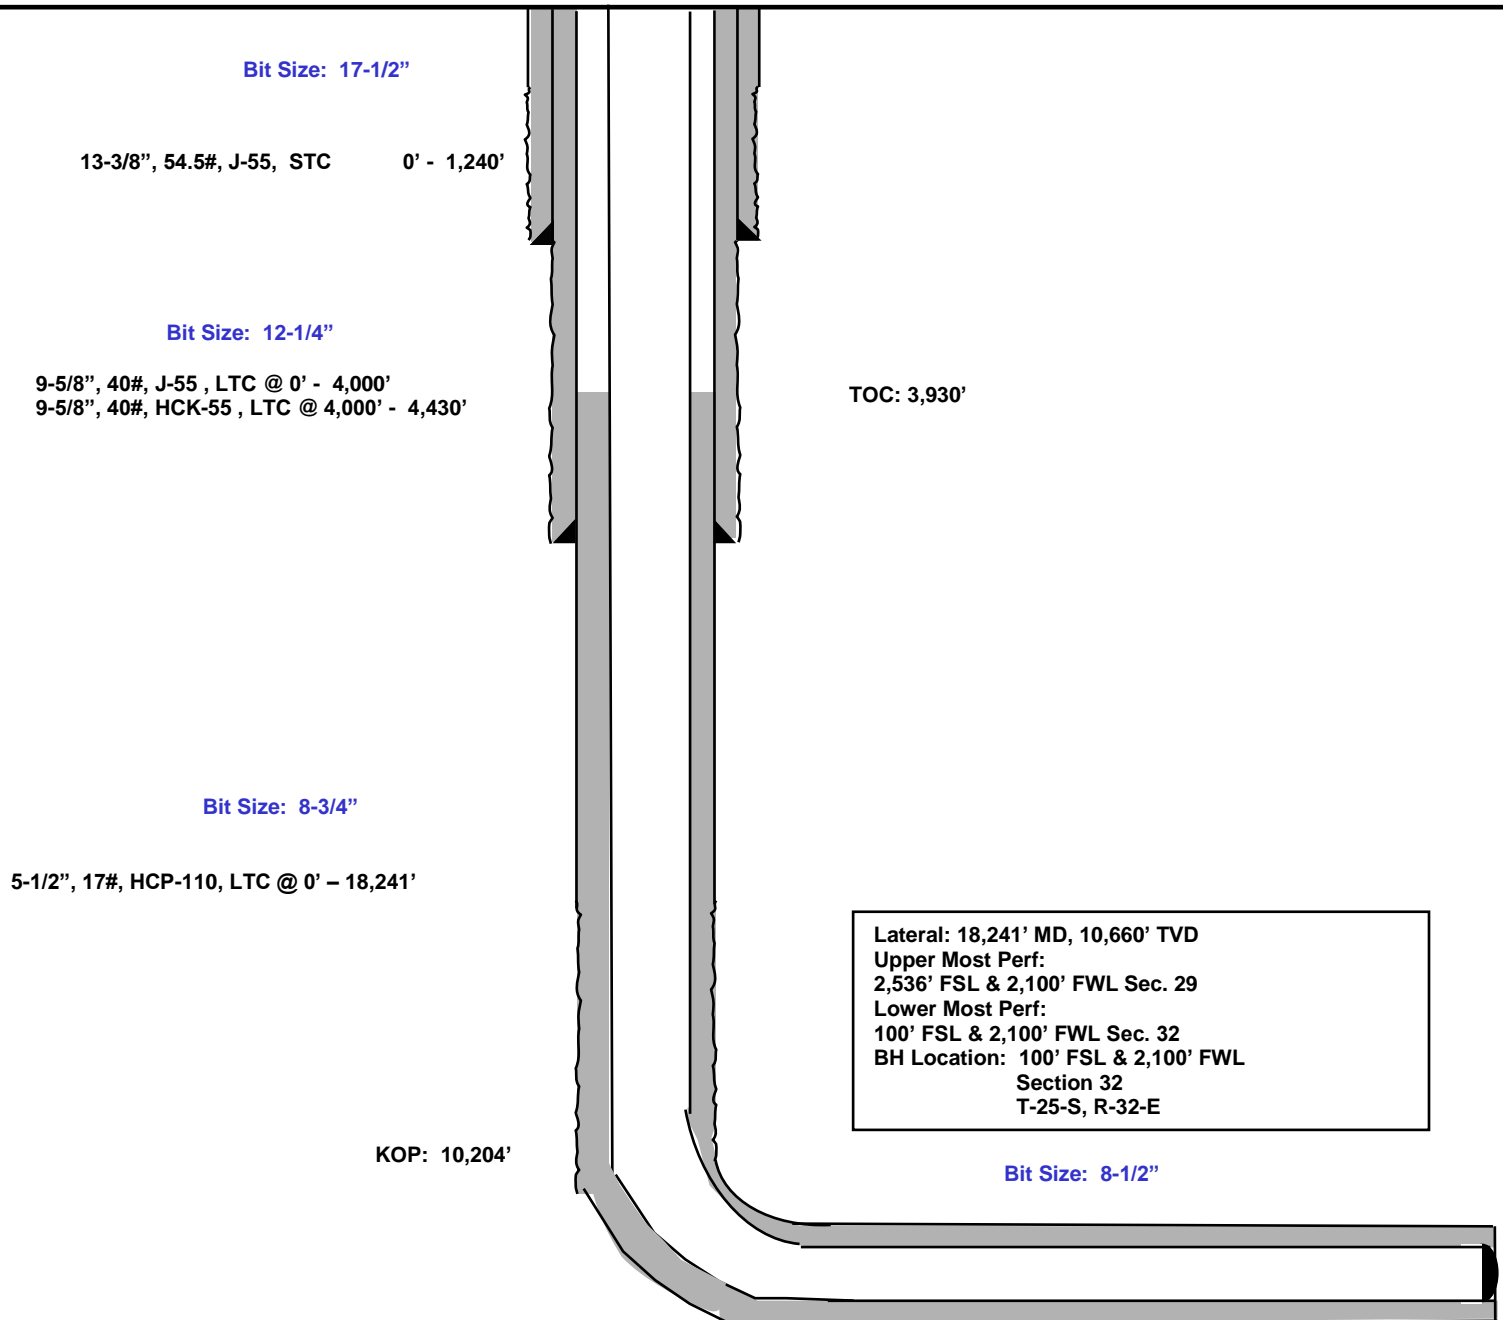 Bit Size: 17-1/2”
13-3/8”, 54.5#, J-55, STC 0’ - 1,240’
Bit Size: 12-1/4”
9-5/8”, 40#, J-55 , LTC @ 0’ - 4,000’
9-5/8”, 40#, HCK-55 , LTC @ 4,000’ - 4,430’
TOC: 3,930’
Bit Size: 8-3/4”
5-1/2”, 17#, HCP-110, LTC @ 0’ – 18,241’
Lateral: 18,241’ MD, 10,660’ TVD
Upper Most Perf:
2,536’ FSL & 2,100’ FWL Sec. 29
Lower Most Perf:
100’ FSL & 2,100’ FWL Sec. 32
BH Location: 100’ FSL & 2,100’ FWL
Section 32
T-25-S, R-32-E
KOP: 10,204’
Bit Size: 8-1/2”